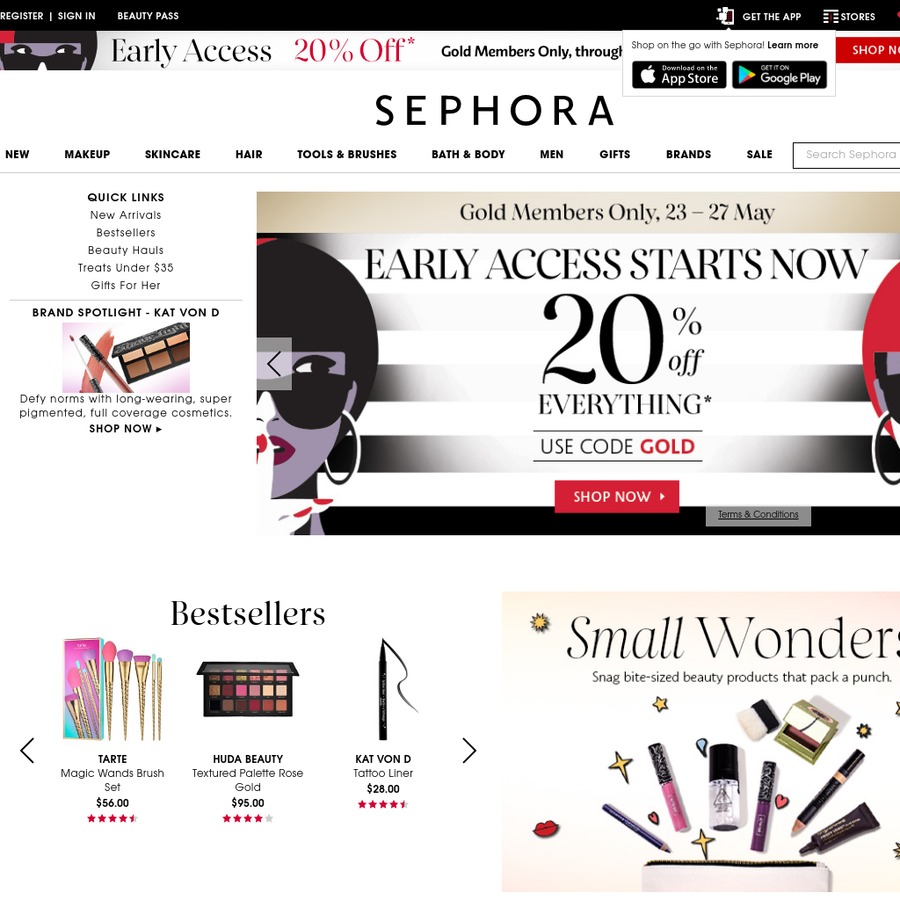 REGISTER | SIGN IN
BEAUTY PASS
GET THE APP
STORES
Early Access 20% Off* Gold Members Only, through
Shop on the go with Sephora! Learn more
Download on the
App Store
GET IT ON
Google Play
SHOP
SEPHORA
NEW MAKEUP SKINCARE HAIR TOOLS & BRUSHES BATH & BODY MEN GIFTS BRANDS SALE
Search Sephora
QUICK LINKS
New Arrivals
Bestsellers
Beauty Hauls
Treats Under $35
Gifts For Her
BRAND SPOTLIGHT - KAT VON D
Defy norms with long-wearing, super
pigmented, full coverage cosmetics.
SHOP NOW ▸
Gold Members Only, 23 – 27 May
EARLY ACCESS STARTS NOW
20% off
EVERYTHING*
USE CODE GOLD
SHOP NOW
Terms & Conditions
Bestsellers
TARTE
Magic Wands Brush
Set
$56.00
HUDA BEAUTY
Textured Palette Rose
Gold
$95.00
KAT VON D
Tattoo Liner
$28.00
Small Wonders
Snag bite-sized beauty products that pack a punch.